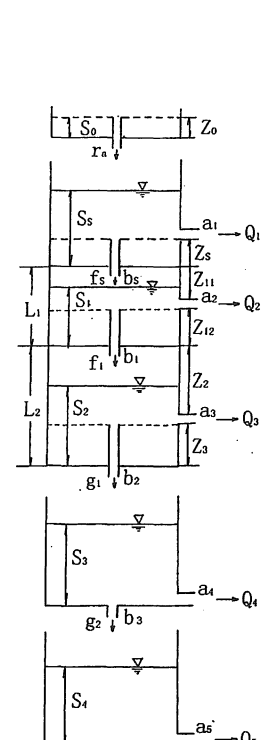 S₀ Z₀
rₐ
Sₛ a₁ Q₁
Zₛ
fₛ bₛ Z₁₁
S₁ a₂ Q₂
L₁ Z₁₂
f₁ b₁
L₂ S₂ Z₂
a₃ Q₃
Z₃
g₁ b₂
S₃
a₄ Q₄
g₂ b₃
S₄
a₅